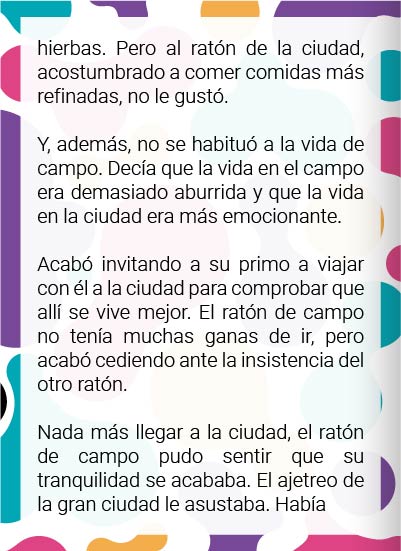 hierbas. Pero al ratón de la ciudad,
acostumbrado a comer comidas más
refinadas, no le gustó.
Y, además, no se habituó a la vida de
campo. Decía que la vida en el campo
era demasiado aburrida y que la vida
en la ciudad era más emocionante.
Acabó invitando a su primo a viajar
con él a la ciudad para comprobar que
allí se vive mejor. El ratón de campo
no tenía muchas ganas de ir, pero
acabó cediendo ante la insistencia del
otro ratón.
Nada más llegar a la ciudad, el ratón
de campo pudo sentir que su
tranquilidad se acababa. El ajetreo de
la gran ciudad le asustaba. Había